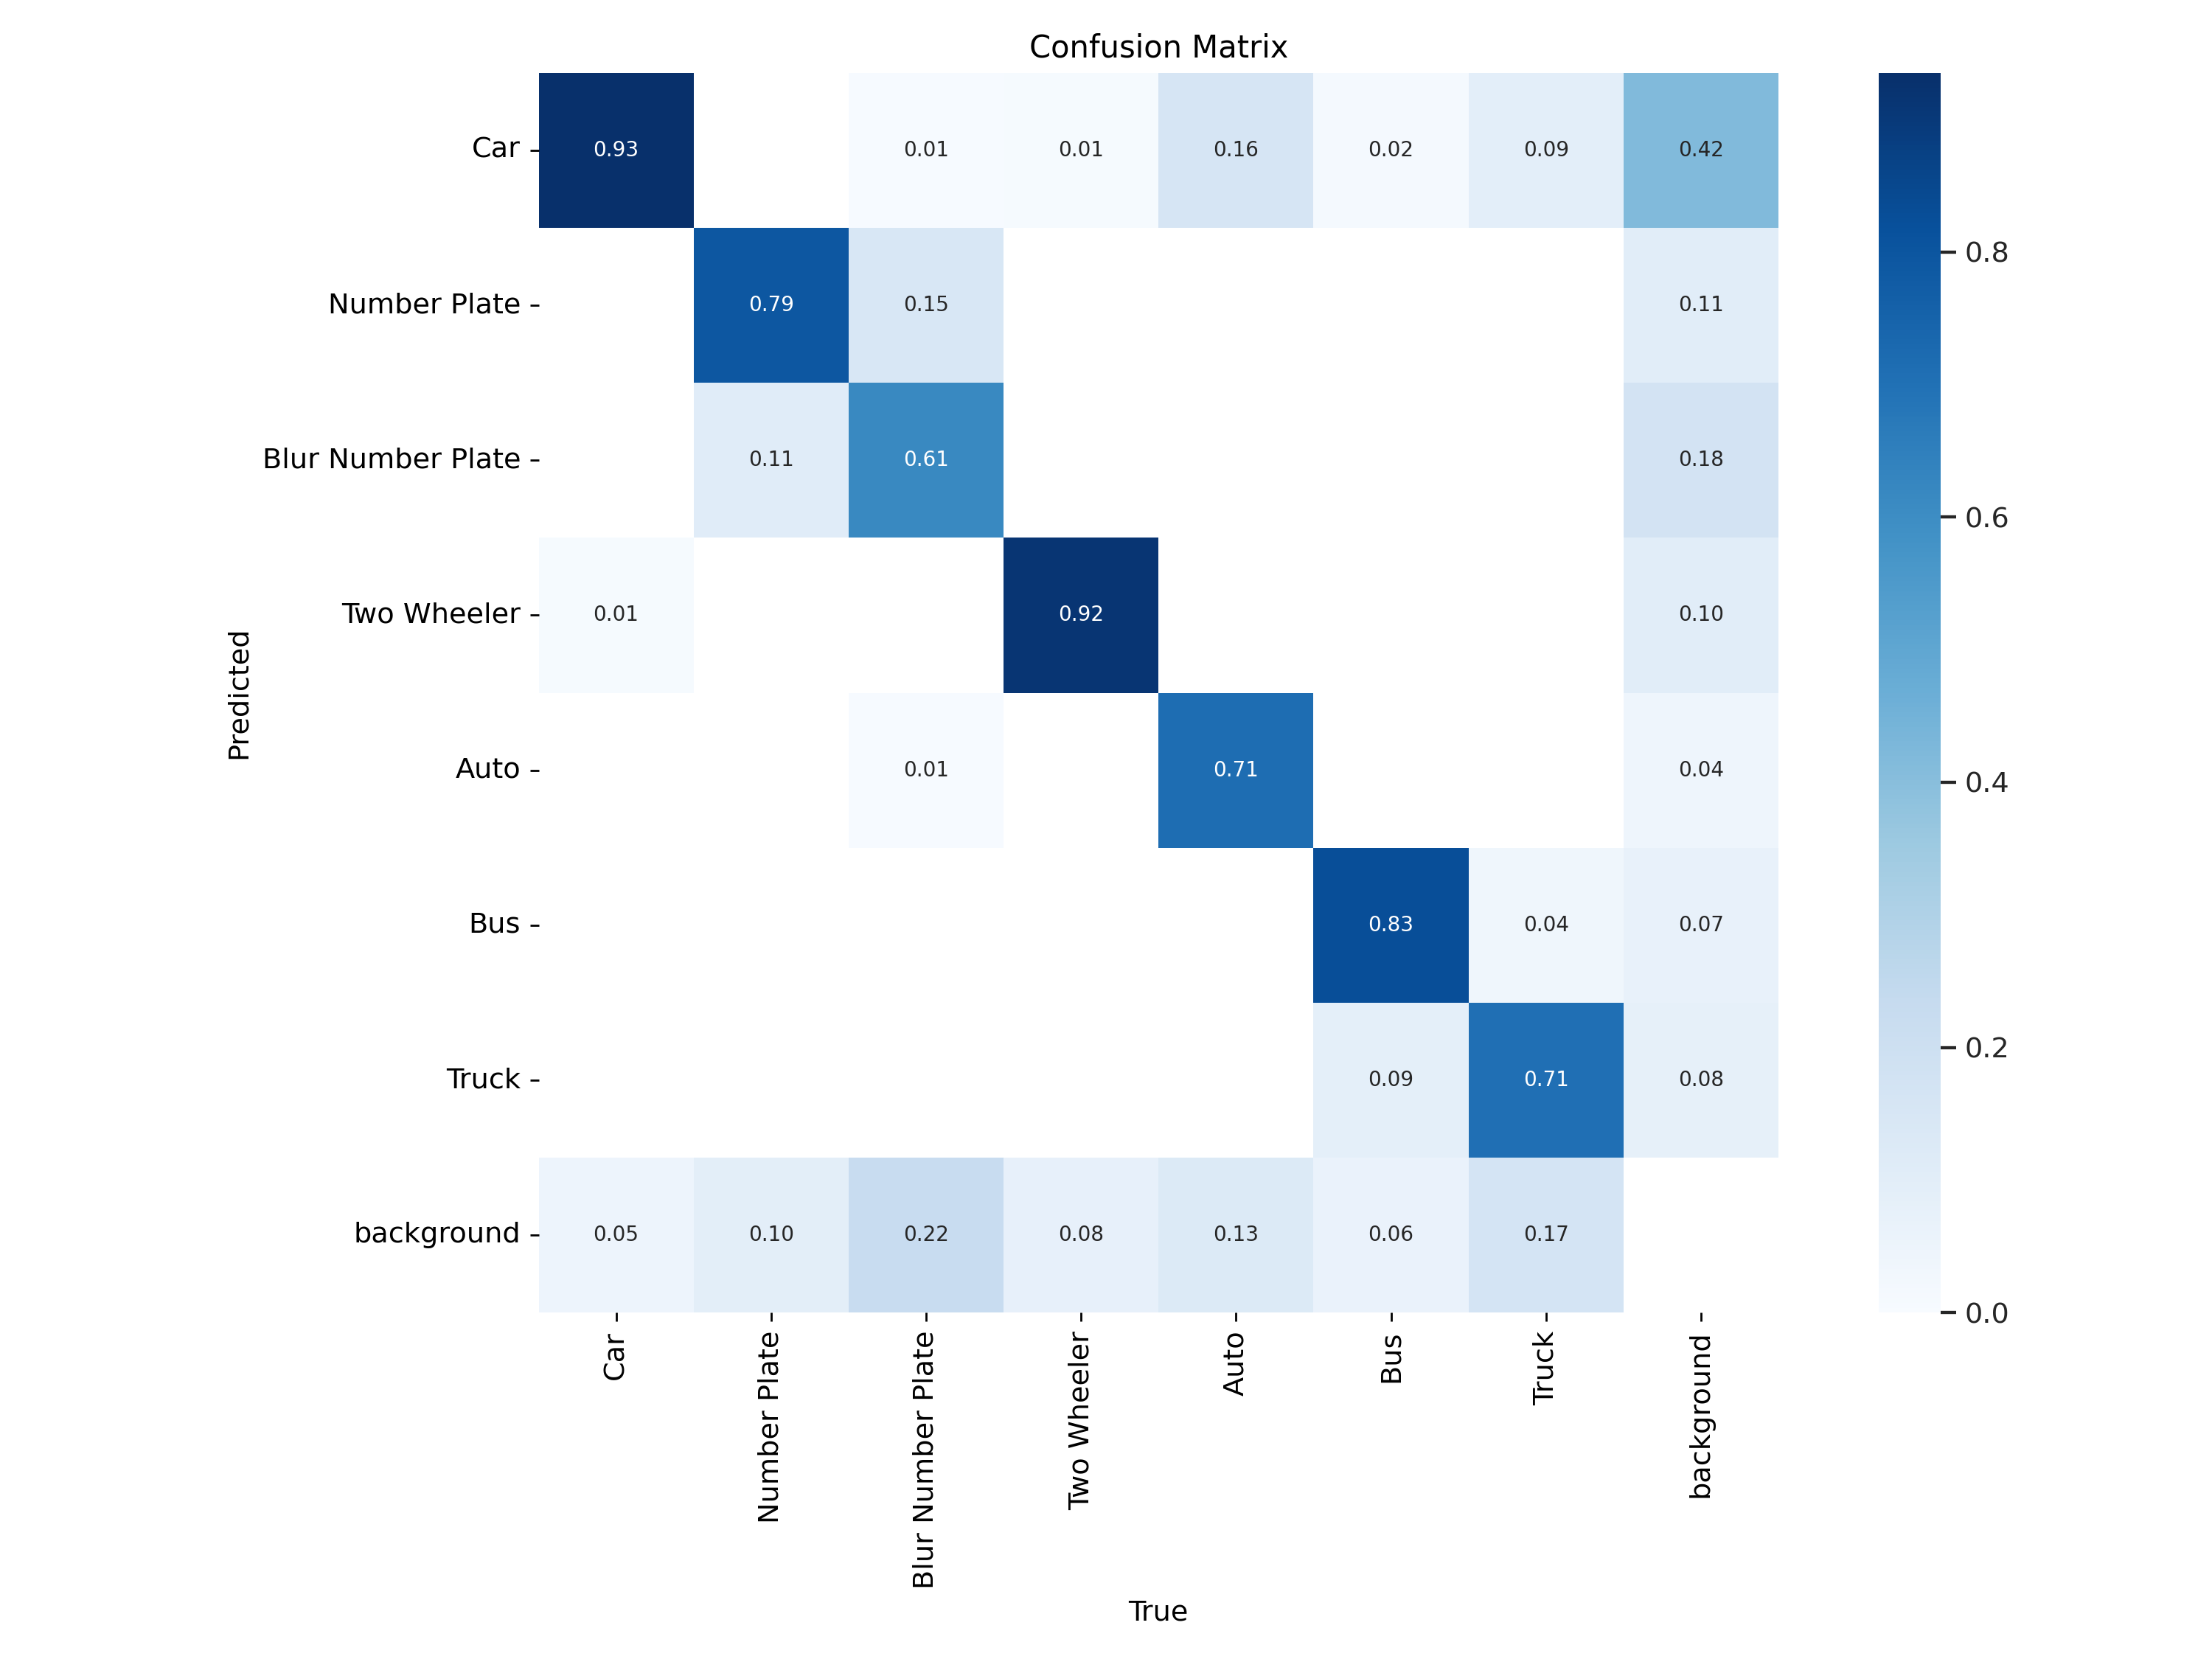 Confusion Matrix
Car
0.93 0.01 0.01 0.16 0.02 0.09 0.42
Number Plate
0.79 0.15 0.11
Blur Number Plate
0.11 0.61 0.18
Two Wheeler
0.01 0.92 0.10
Auto
0.01 0.71 0.04
Bus
0.83 0.04 0.07
Truck
0.09 0.71 0.08
background
0.05 0.10 0.22 0.08 0.13 0.06 0.17
Predicted
Car
Number Plate
Blur Number Plate
Two Wheeler
Auto
Bus
Truck
background
True
0.8
0.6
0.4
0.2
0.0